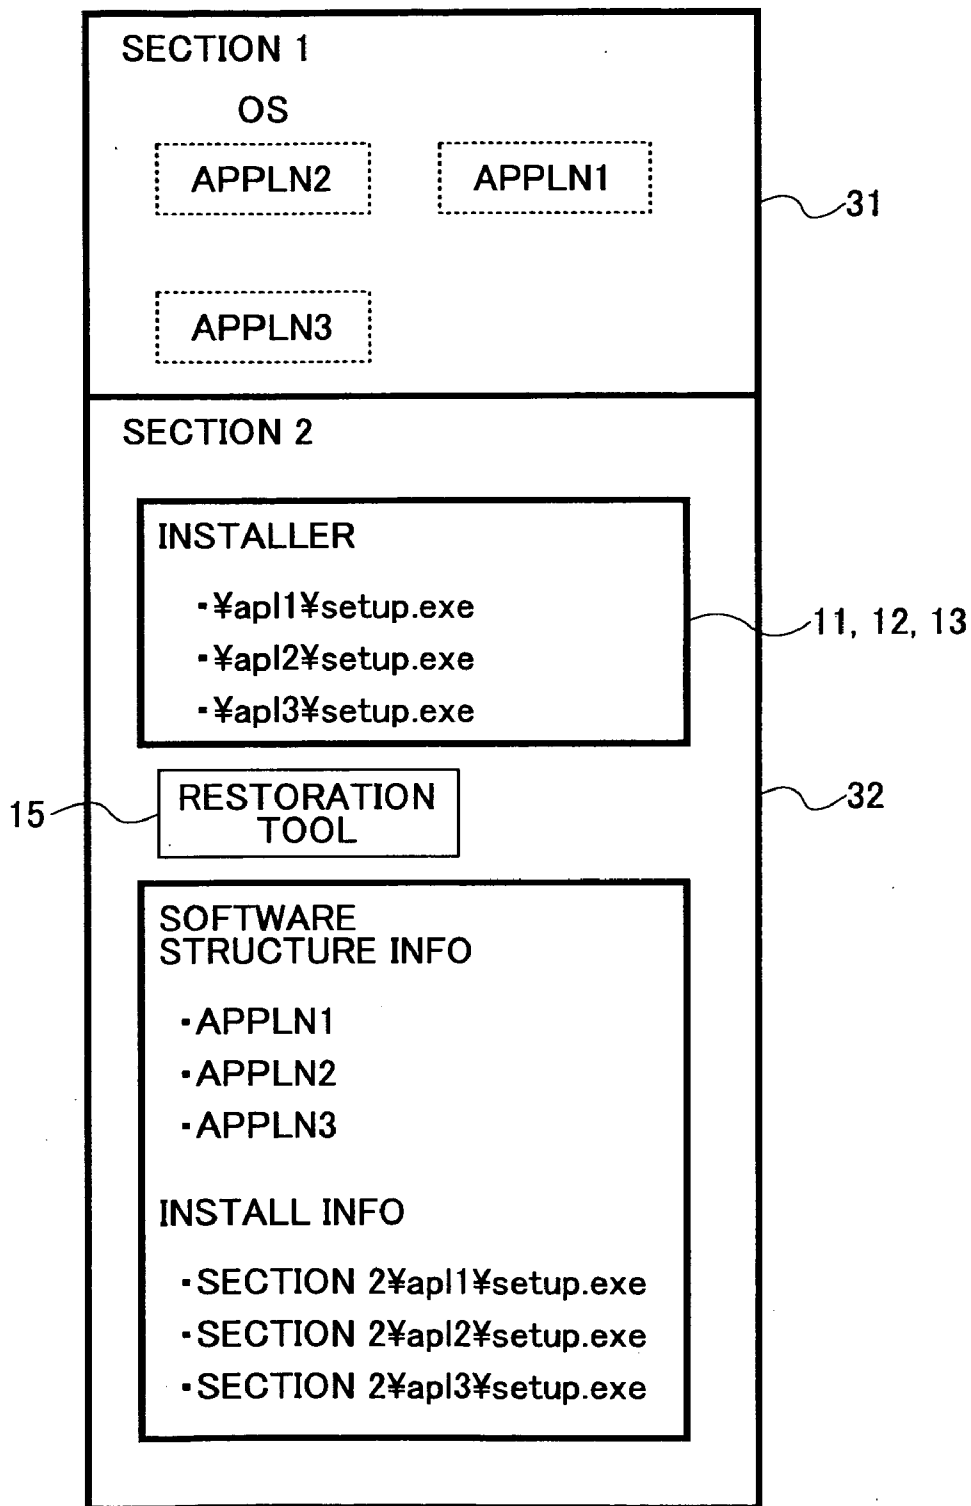 SECTION 1
OS
APPLN2
APPLN1
31
APPLN3
SECTION 2
INSTALLER
・¥apl1¥setup.exe
・¥apl2¥setup.exe
・¥apl3¥setup.exe
11, 12, 13
15
RESTORATION
TOOL
32
SOFTWARE
STRUCTURE INFO
・APPLN1
・APPLN2
・APPLN3
INSTALL INFO
・SECTION 2¥apl1¥setup.exe
・SECTION 2¥apl2¥setup.exe
・SECTION 2¥apl3¥setup.exe